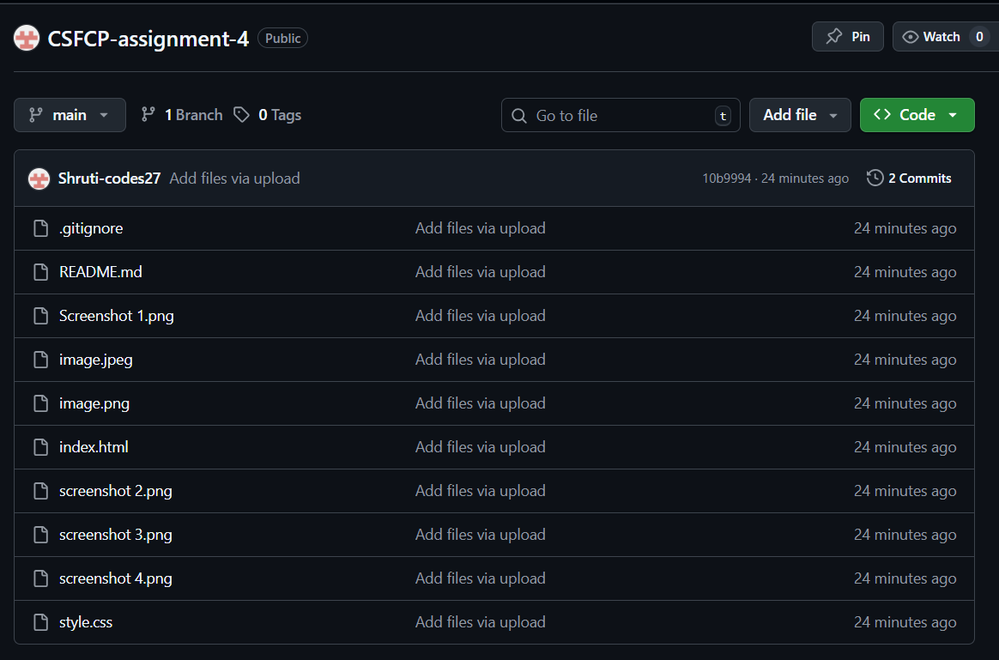 CSFCP-assignment-4 Public Pin Watch 0
main 1 Branch 0 Tags Go to file t Add file Code
Shruti-codes27 Add files via upload 10b9994 · 24 minutes ago 2 Commits
.gitignore Add files via upload 24 minutes ago
README.md Add files via upload 24 minutes ago
Screenshot 1.png Add files via upload 24 minutes ago
image.jpeg Add files via upload 24 minutes ago
image.png Add files via upload 24 minutes ago
index.html Add files via upload 24 minutes ago
screenshot 2.png Add files via upload 24 minutes ago
screenshot 3.png Add files via upload 24 minutes ago
screenshot 4.png Add files via upload 24 minutes ago
style.css Add files via upload 24 minutes ago